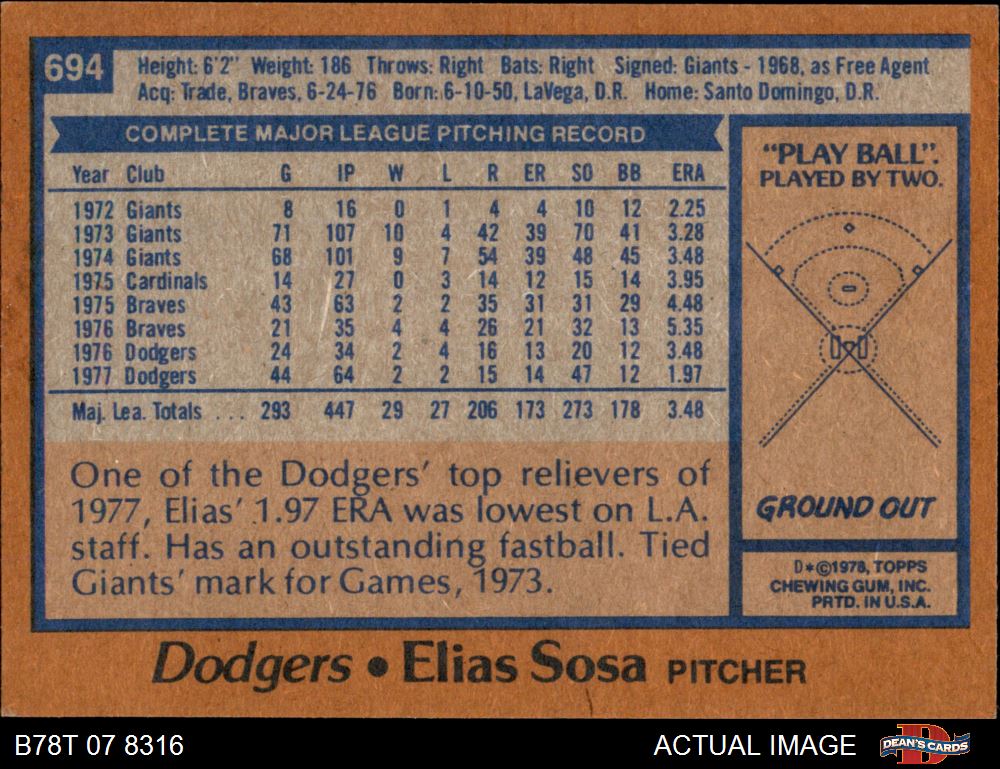 694
Height: 6'2" Weight: 186 Throws: Right Bats: Right Signed: Giants - 1968, as Free Agent
Acq: Trade, Braves, 6-24-76 Born: 6-10-50, LaVega, D.R. Home: Santo Domingo, D.R.
COMPLETE MAJOR LEAGUE PITCHING RECORD
Year Club G IP W L R ER SO BB ERA
1972 Giants 8 16 0 1 4 4 10 12 2.25
1973 Giants 71 107 10 4 42 39 70 41 3.28
1974 Giants 68 101 9 7 54 39 48 45 3.48
1975 Cardinals 14 27 0 3 14 12 15 14 3.95
1975 Braves 43 63 2 2 35 31 31 29 4.48
1976 Braves 21 35 4 4 26 21 32 13 5.35
1976 Dodgers 24 34 2 4 16 13 20 12 3.48
1977 Dodgers 44 64 2 2 15 14 47 12 1.97
Maj. Lea. Totals ... 293 447 29 27 206 173 273 178 3.48
One of the Dodgers' top relievers of
1977, Elias' 1.97 ERA was lowest on L.A.
staff. Has an outstanding fastball. Tied
Giants' mark for Games, 1973.
"PLAY BALL".
PLAYED BY TWO.
GROUND OUT
D*©1978, TOPPS
CHEWING GUM, INC.
PRTD. IN U.S.A.
Dodgers • Elias Sosa PITCHER
B78T 07 8316
ACTUAL IMAGE
DEAN'S CARDS